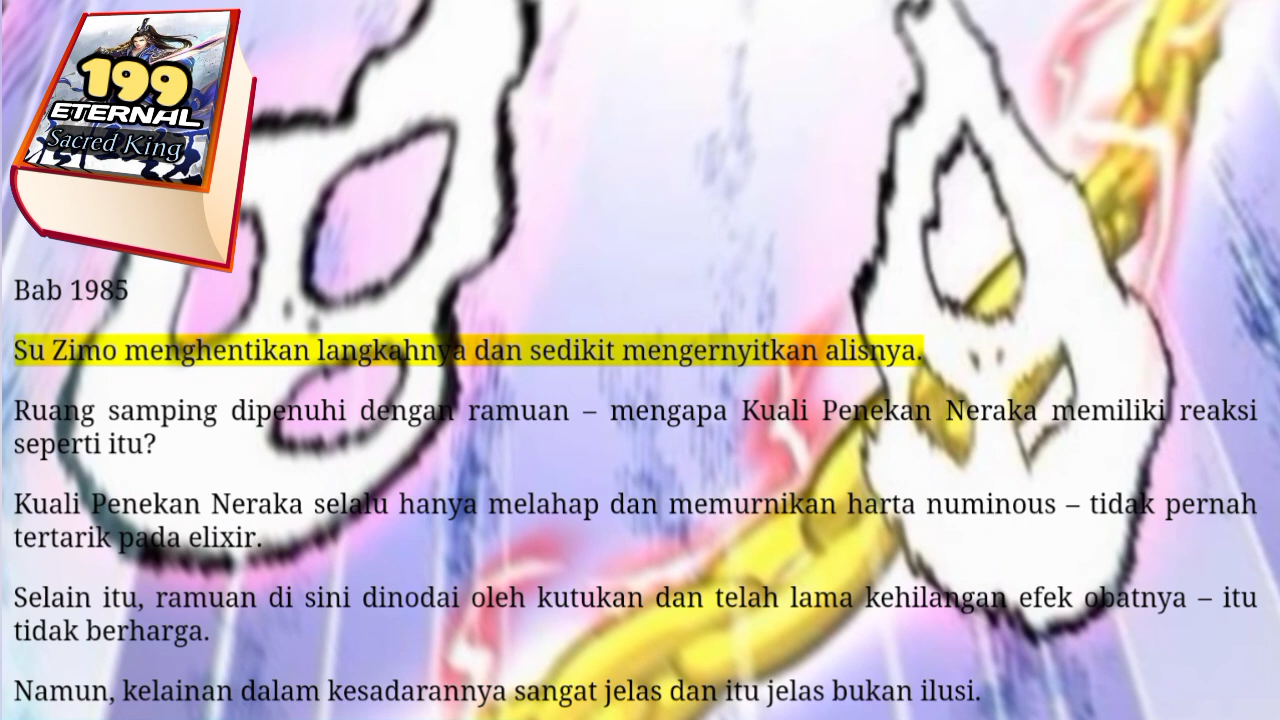 199
ETERNAL
Sacred King
Bab 1985
Su Zimo menghentikan langkahnya dan sedikit mengernyitkan alisnya.
Ruang samping dipenuhi dengan ramuan – mengapa Kuali Penekan Neraka memiliki reaksi
seperti itu?
Kuali Penekan Neraka selalu hanya melahap dan memurnikan harta numinous – tidak pernah
tertarik pada elixir.
Selain itu, ramuan di sini dinodai oleh kutukan dan telah lama kehilangan efek obatnya – itu
tidak berharga.
Namun, kelainan dalam kesadarannya sangat jelas dan itu jelas bukan ilusi.